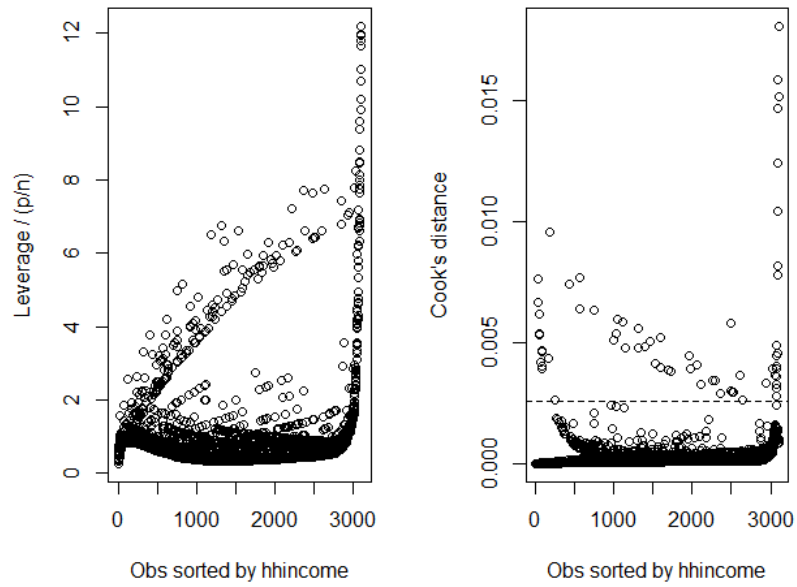 Leverage / (p/n)
0
2
4
6
8
10
12
0 1000 2000 3000
Obs sorted by hhincome
Cook's distance
0.000
0.005
0.010
0.015
0 1000 2000 3000
Obs sorted by hhincome